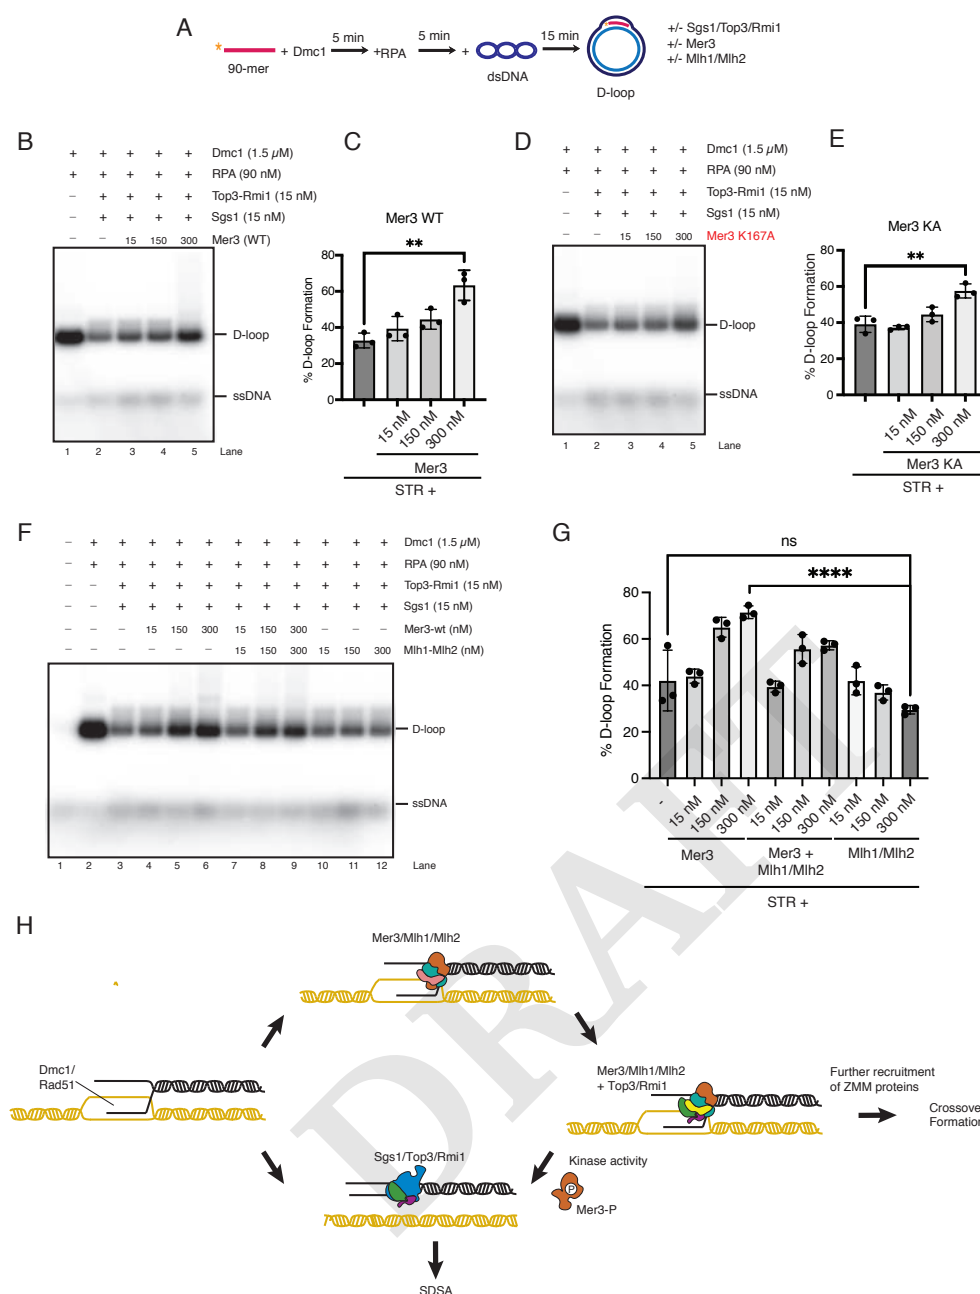 A
*
90-mer
+ Dmc1
5 min
+RPA
5 min
+
dsDNA
15 min
D-loop
+/- Sgs1/Top3/Rmi1
+/- Mer3
+/- Mlh1/Mlh2
B
+ + + + + Dmc1 (1.5 µM)
+ + + + + RPA (90 nM)
– + + + + Top3-Rmi1 (15 nM)
– + + + + Sgs1 (15 nM)
– – 15 150 300 Mer3 (WT)
D-loop
ssDNA
1 2 3 4 5 Lane
C
Mer3 WT
**
% D-loop Formation
80
60
40
20
0
15 nM
150 nM
300 nM
Mer3
STR +
D
+ + + + + Dmc1 (1.5 µM)
+ + + + + RPA (90 nM)
– + + + + Top3-Rmi1 (15 nM)
– + + + + Sgs1 (15 nM)
– – 15 150 300 Mer3 K167A
D-loop
ssDNA
1 2 3 4 5 Lane
E
Mer3 KA
**
% D-loop Formation
80
60
40
20
0
15 nM
150 nM
300 nM
Mer3 KA
STR +
F
– + + + + + + + + + + + Dmc1 (1.5 µM)
– + + + + + + + + + + + RPA (90 nM)
– – + + + + + + + + + + Top3-Rmi1 (15 nM)
– – + + + + + + + + + + Sgs1 (15 nM)
– – – 15 150 300 15 150 300 – – – Mer3-wt (nM)
– – – – – – 15 150 300 15 150 300 Mlh1-Mlh2 (nM)
D-loop
ssDNA
1 2 3 4 5 6 7 8 9 10 11 12 Lane
G
ns
****
% D-loop Formation
80
60
40
20
0
-
15 nM
150 nM
300 nM
15 nM
150 nM
300 nM
15 nM
150 nM
300 nM
Mer3
Mer3 +
Mlh1/Mlh2
Mlh1/Mlh2
STR +
DRAFT
H
Mer3/Mlh1/Mlh2
Dmc1/
Rad51
Mer3/Mlh1/Mlh2
+ Top3/Rmi1
Further recruitment
of ZMM proteins
Crossover
Formation
Sgs1/Top3/Rmi1
Kinase activity
P
Mer3-P
SDSA